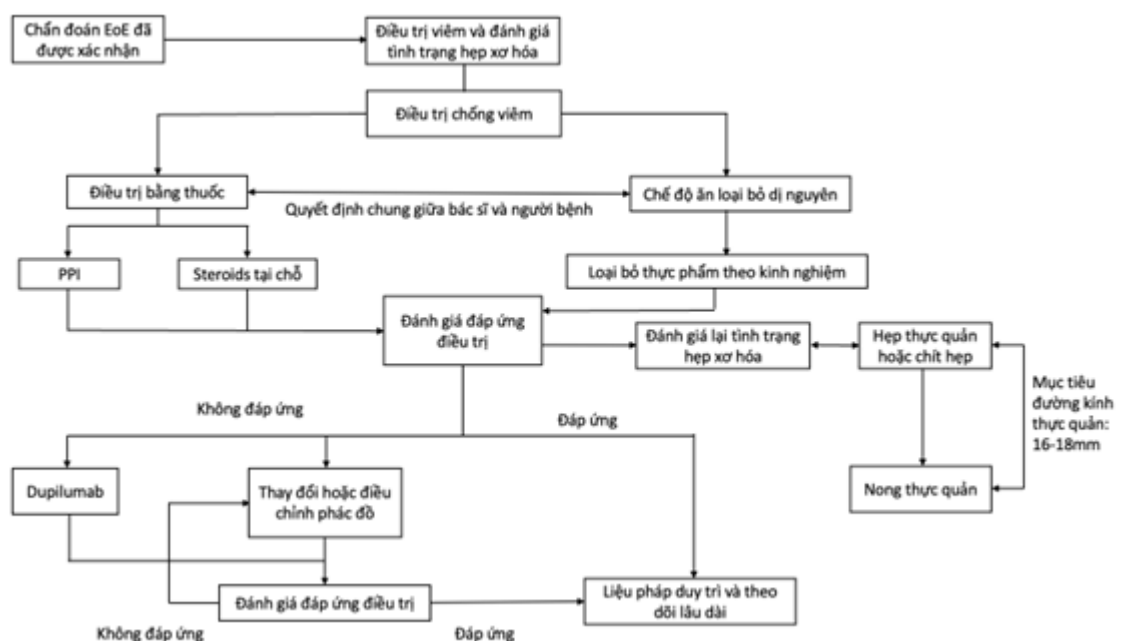 Chẩn đoán EoE đã
được xác nhận
Điều trị viêm và đánh giá
tình trạng hẹp xơ hóa
Điều trị chống viêm
Điều trị bằng thuốc
Quyết định chung giữa bác sĩ và người bệnh
Chế độ ăn loại bỏ dị nguyên
PPI
Steroids tại chỗ
Loại bỏ thực phẩm theo kinh nghiệm
Đánh giá đáp ứng
điều trị
Đánh giá lại tình trạng
hẹp xơ hóa
Hẹp thực quản
hoặc chít hẹp
Mục tiêu
đường kính
thực quản:
16-18mm
Không đáp ứng
Đáp ứng
Dupilumab
Thay đổi hoặc điều
chỉnh phác đồ
Nong thực quản
Đánh giá đáp ứng điều trị
Liệu pháp duy trì và theo
dõi lâu dài
Không đáp ứng
Đáp ứng